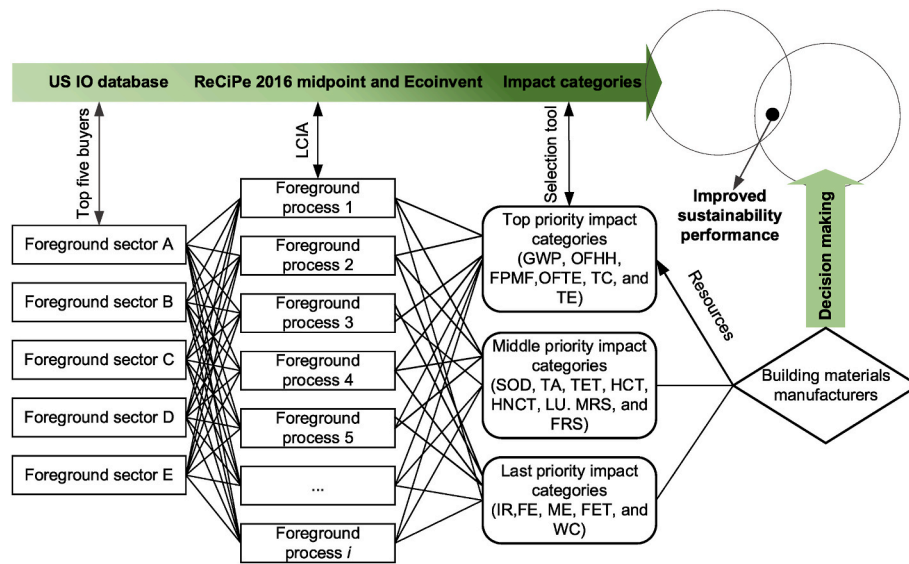 US IO database
ReCiPe 2016 midpoint and Ecoinvent
Impact categories
Top five buyers
LCIA
Selection tool
Improved
sustainability
performance
Decision making
Foreground sector A
Foreground sector B
Foreground sector C
Foreground sector D
Foreground sector E
Foreground
process 1
Foreground
process 2
Foreground
process 3
Foreground
process 4
Foreground
process 5
...
Foreground
process i
Top priority impact
categories
(GWP, OFHH,
FPMF,OFTE, TC, and
TE)
Middle priority impact
categories
(SOD, TA, TET, HCT,
HNCT, LU. MRS, and
FRS)
Last priority impact
categories
(IR,FE, ME, FET, and
WC)
Resources
Building materials
manufacturers